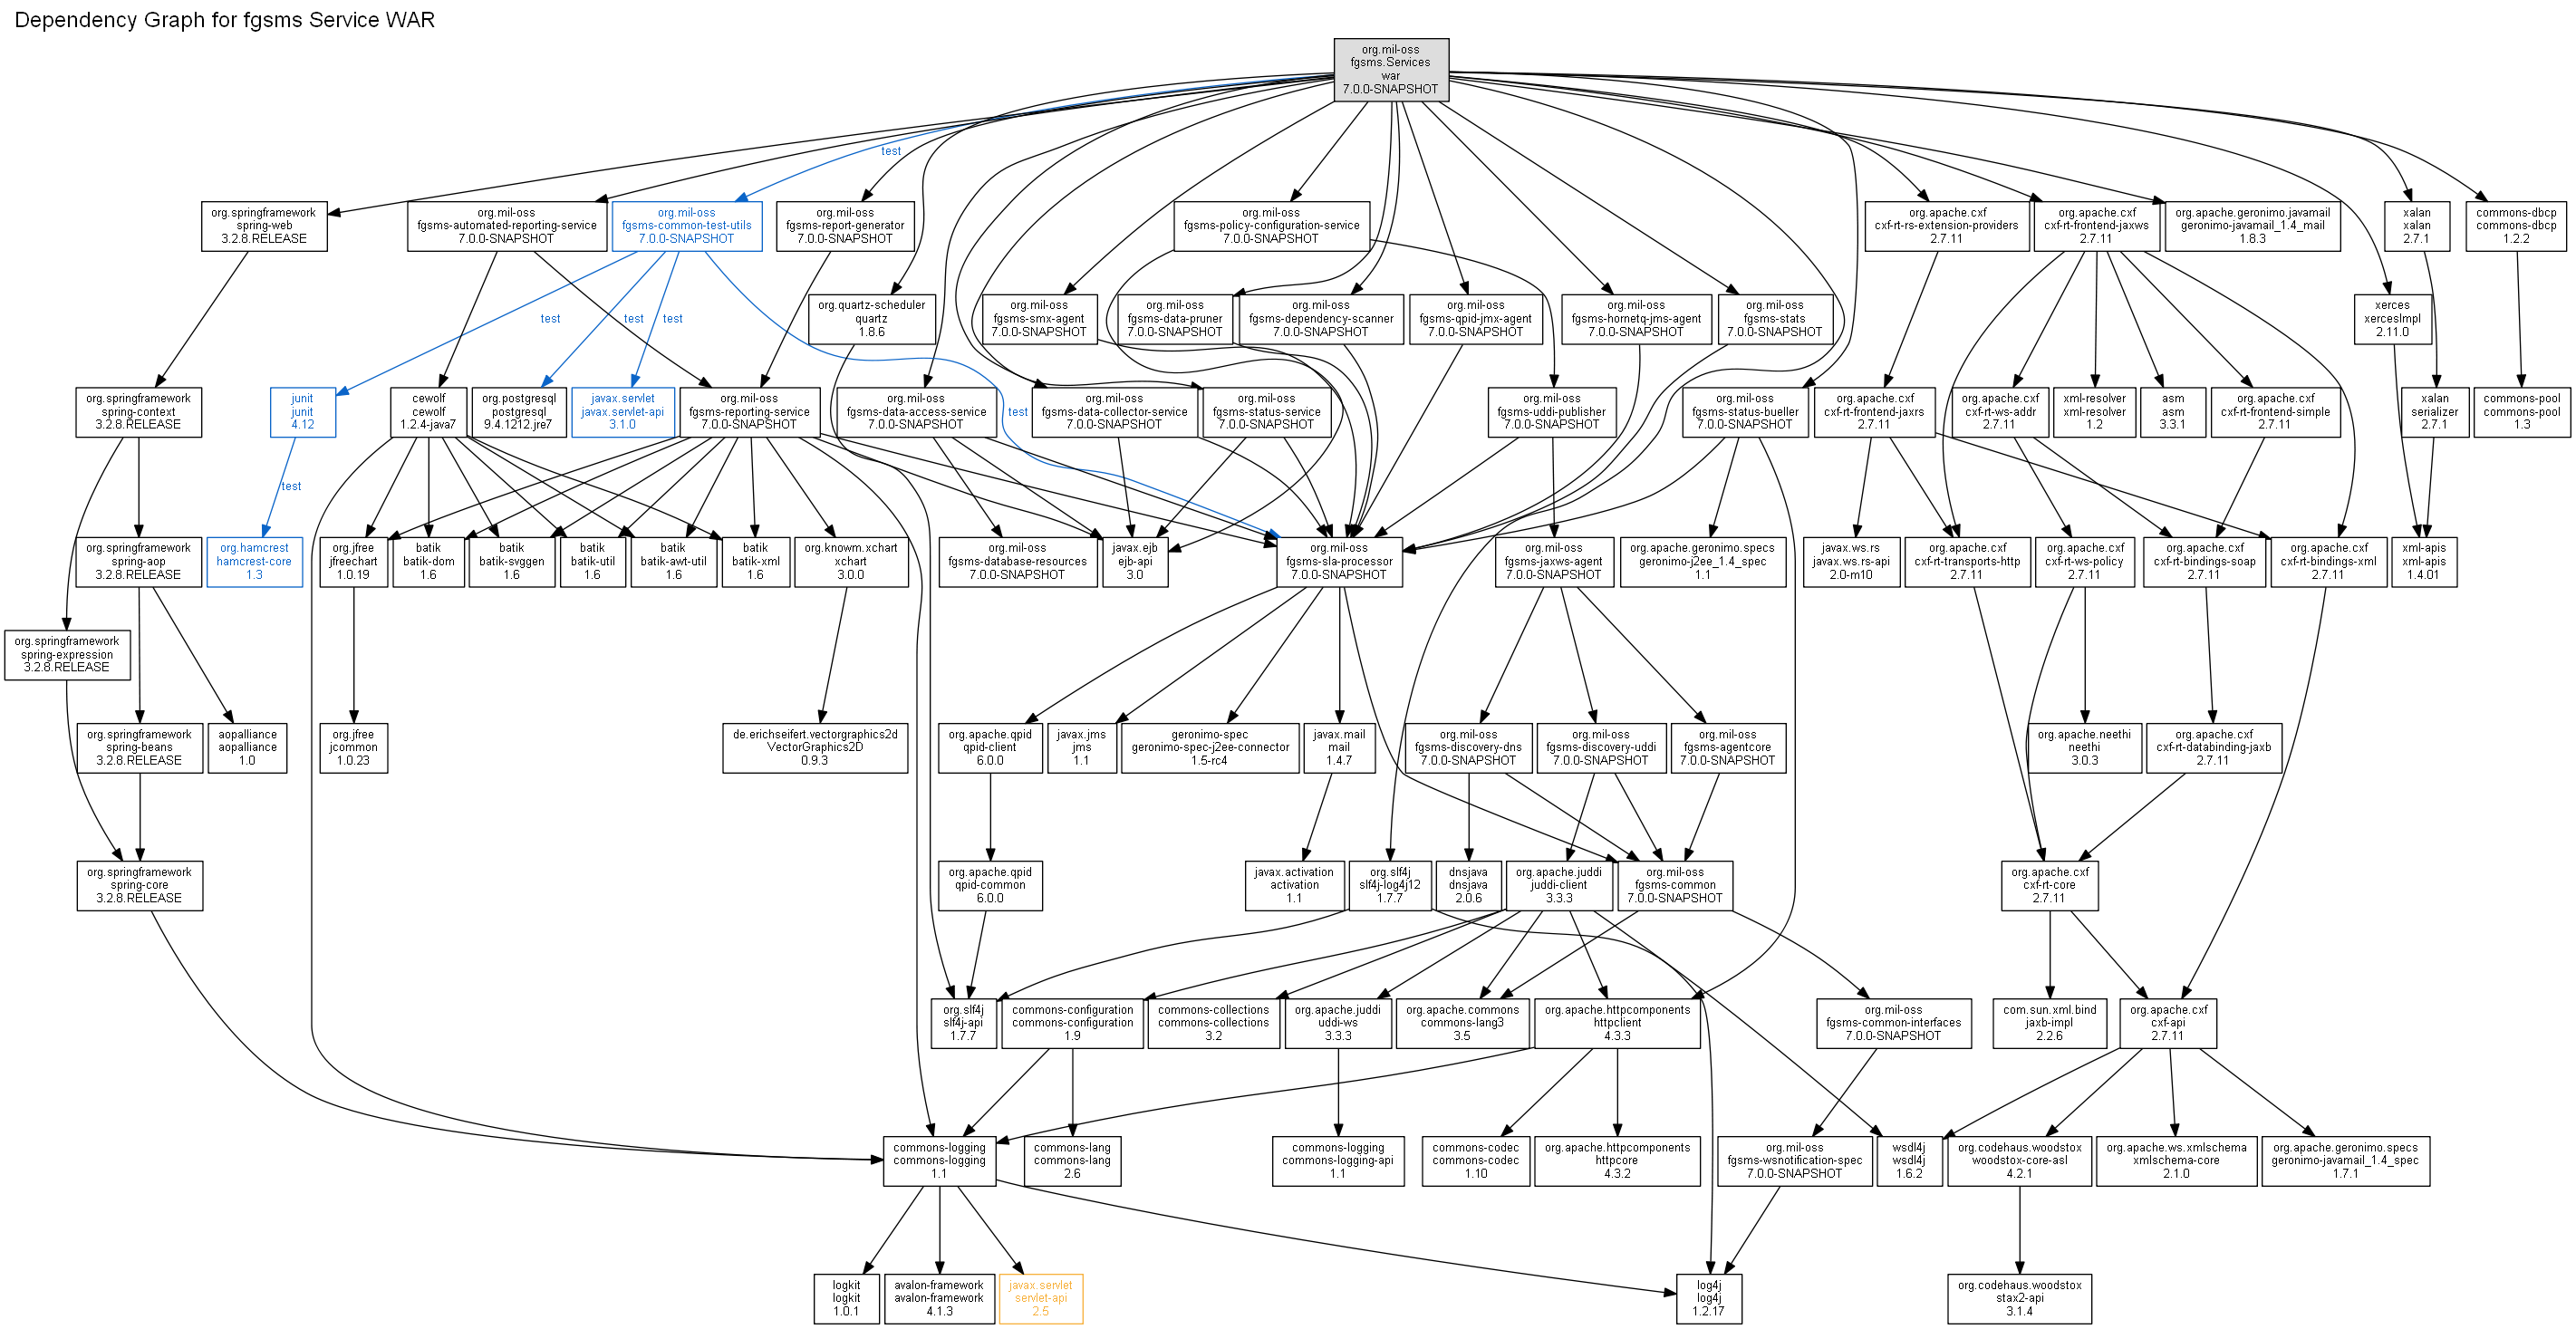 Dependency Graph for fgsms Service WAR
org.mil-oss
fgsms.Services
war
7.0.0-SNAPSHOT
test
org.springframework
spring-web
3.2.8.RELEASE
org.mil-oss
fgsms-automated-reporting-service
7.0.0-SNAPSHOT
org.mil-oss
fgsms-common-test-utils
7.0.0-SNAPSHOT
org.mil-oss
fgsms-report-generator
7.0.0-SNAPSHOT
org.mil-oss
fgsms-policy-configuration-service
7.0.0-SNAPSHOT
org.apache.cxf
cxf-rt-rs-extension-providers
2.7.11
org.apache.cxf
cxf-rt-frontend-jaxws
2.7.11
org.apache.geronimo.javamail
geronimo-javamail_1.4_mail
1.8.3
xalan
xalan
2.7.1
commons-dbcp
commons-dbcp
1.2.2
org.quartz-scheduler
quartz
1.8.6
org.mil-oss
fgsms-smx-agent
7.0.0-SNAPSHOT
org.mil-oss
fgsms-data-pruner
7.0.0-SNAPSHOT
org.mil-oss
fgsms-dependency-scanner
7.0.0-SNAPSHOT
org.mil-oss
fgsms-qpid-jmx-agent
7.0.0-SNAPSHOT
org.mil-oss
fgsms-hornetq-jms-agent
7.0.0-SNAPSHOT
org.mil-oss
fgsms-stats
7.0.0-SNAPSHOT
xerces
xercesImpl
2.11.0
test
test
test
org.springframework
spring-context
3.2.8.RELEASE
junit
junit
4.12
cewolf
cewolf
1.2.4-java7
org.postgresql
postgresql
9.4.1212.jre7
javax.servlet
javax.servlet-api
3.1.0
org.mil-oss
fgsms-reporting-service
7.0.0-SNAPSHOT
org.mil-oss
fgsms-data-access-service
7.0.0-SNAPSHOT
test
org.mil-oss
fgsms-data-collector-service
7.0.0-SNAPSHOT
org.mil-oss
fgsms-status-service
7.0.0-SNAPSHOT
org.mil-oss
fgsms-uddi-publisher
7.0.0-SNAPSHOT
org.mil-oss
fgsms-status-bueller
7.0.0-SNAPSHOT
org.apache.cxf
cxf-rt-frontend-jaxrs
2.7.11
org.apache.cxf
cxf-rt-ws-addr
2.7.11
xml-resolver
xml-resolver
1.2
asm
asm
3.3.1
org.apache.cxf
cxf-rt-frontend-simple
2.7.11
xalan
serializer
2.7.1
commons-pool
commons-pool
1.3
test
org.springframework
spring-aop
3.2.8.RELEASE
org.hamcrest
hamcrest-core
1.3
org.jfree
jfreechart
1.0.19
batik
batik-dom
1.6
batik
batik-svggen
1.6
batik
batik-util
1.6
batik
batik-awt-util
1.6
batik
batik-xml
1.6
org.knowm.xchart
xchart
3.0.0
org.mil-oss
fgsms-database-resources
7.0.0-SNAPSHOT
javax.ejb
ejb-api
3.0
org.mil-oss
fgsms-sla-processor
7.0.0-SNAPSHOT
org.mil-oss
fgsms-jaxws-agent
7.0.0-SNAPSHOT
org.apache.geronimo.specs
geronimo-j2ee_1.4_spec
1.1
javax.ws.rs
javax.ws.rs-api
2.0-m10
org.apache.cxf
cxf-rt-transports-http
2.7.11
org.apache.cxf
cxf-rt-ws-policy
2.7.11
org.apache.cxf
cxf-rt-bindings-soap
2.7.11
org.apache.cxf
cxf-rt-bindings-xml
2.7.11
xml-apis
xml-apis
1.4.01
org.springframework
spring-expression
3.2.8.RELEASE
org.springframework
spring-beans
3.2.8.RELEASE
aopalliance
aopalliance
1.0
org.jfree
jcommon
1.0.23
de.erichseifert.vectorgraphics2d
VectorGraphics2D
0.9.3
org.apache.qpid
qpid-client
6.0.0
javax.jms
jms
1.1
geronimo-spec
geronimo-spec-j2ee-connector
1.5-rc4
javax.mail
mail
1.4.7
org.mil-oss
fgsms-discovery-dns
7.0.0-SNAPSHOT
org.mil-oss
fgsms-discovery-uddi
7.0.0-SNAPSHOT
org.mil-oss
fgsms-agentcore
7.0.0-SNAPSHOT
org.apache.neethi
neethi
3.0.3
org.apache.cxf
cxf-rt-databinding-jaxb
2.7.11
org.springframework
spring-core
3.2.8.RELEASE
org.apache.qpid
qpid-common
6.0.0
javax.activation
activation
1.1
org.slf4j
slf4j-log4j12
1.7.7
dnsjava
dnsjava
2.0.6
org.apache.juddi
juddi-client
3.3.3
org.mil-oss
fgsms-common
7.0.0-SNAPSHOT
org.apache.cxf
cxf-rt-core
2.7.11
org.slf4j
slf4j-api
1.7.7
commons-configuration
commons-configuration
1.9
commons-collections
commons-collections
3.2
org.apache.juddi
uddi-ws
3.3.3
org.apache.commons
commons-lang3
3.5
org.apache.httpcomponents
httpclient
4.3.3
org.mil-oss
fgsms-common-interfaces
7.0.0-SNAPSHOT
com.sun.xml.bind
jaxb-impl
2.2.6
org.apache.cxf
cxf-api
2.7.11
commons-logging
commons-logging
1.1
commons-lang
commons-lang
2.6
commons-logging
commons-logging-api
1.1
commons-codec
commons-codec
1.10
org.apache.httpcomponents
httpcore
4.3.2
org.mil-oss
fgsms-wsnotification-spec
7.0.0-SNAPSHOT
wsdl4j
wsdl4j
1.6.2
org.codehaus.woodstox
woodstox-core-asl
4.2.1
org.apache.ws.xmlschema
xmlschema-core
2.1.0
org.apache.geronimo.specs
geronimo-javamail_1.4_spec
1.7.1
logkit
logkit
1.0.1
avalon-framework
avalon-framework
4.1.3
javax.servlet
servlet-api
2.5
log4j
log4j
1.2.17
org.codehaus.woodstox
stax2-api
3.1.4